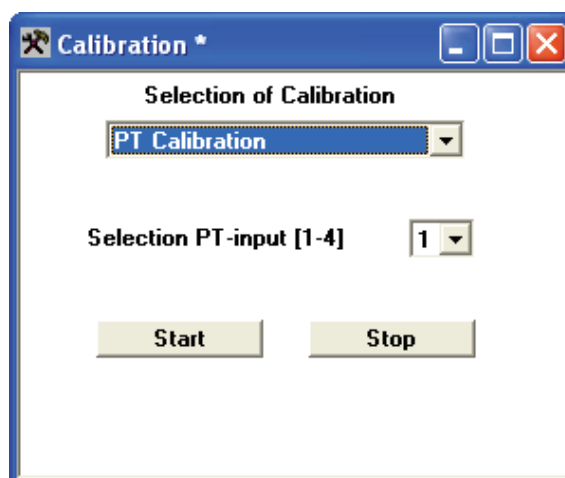 Calibration *
Selection of Calibration
PT Calibration
Selection PT-input [1-4] 1
Start Stop